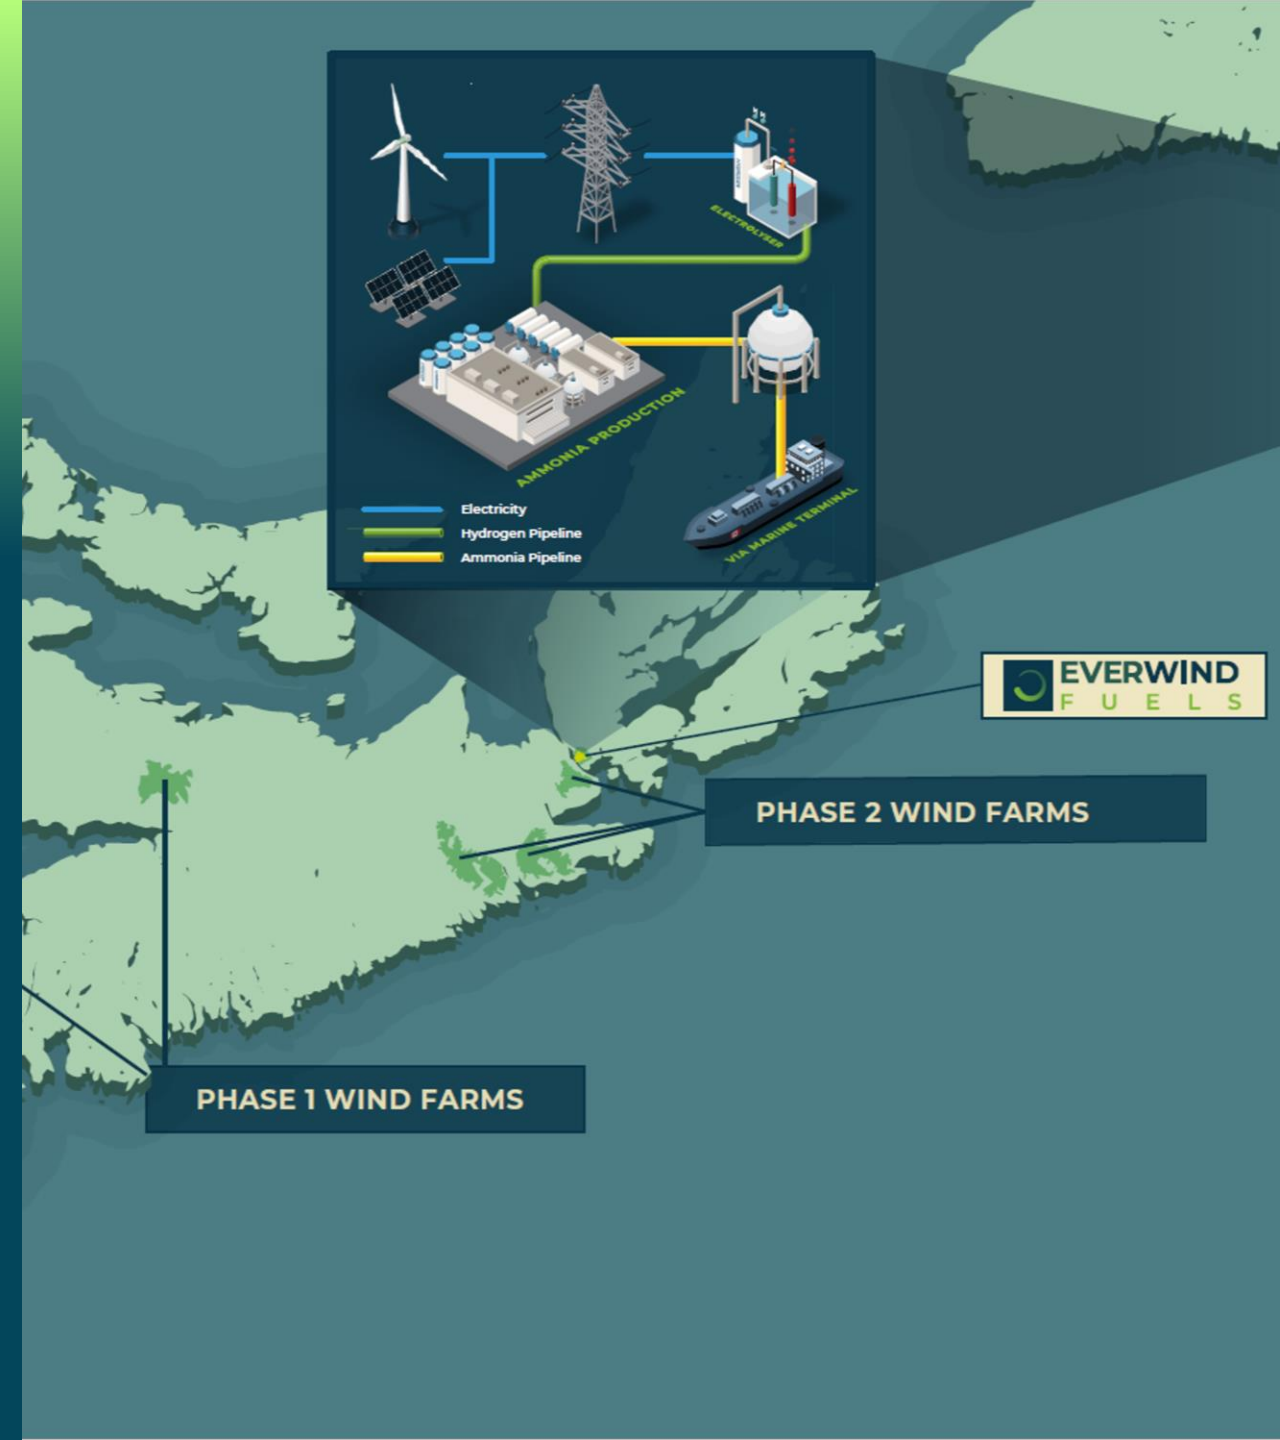 ELECTROLYSER
AMMONIA PRODUCTION
VIA MARINE TERMINAL
Electricity
Hydrogen Pipeline
Ammonia Pipeline
EVERWIND
FUELS
PHASE 2 WIND FARMS
PHASE 1 WIND FARMS